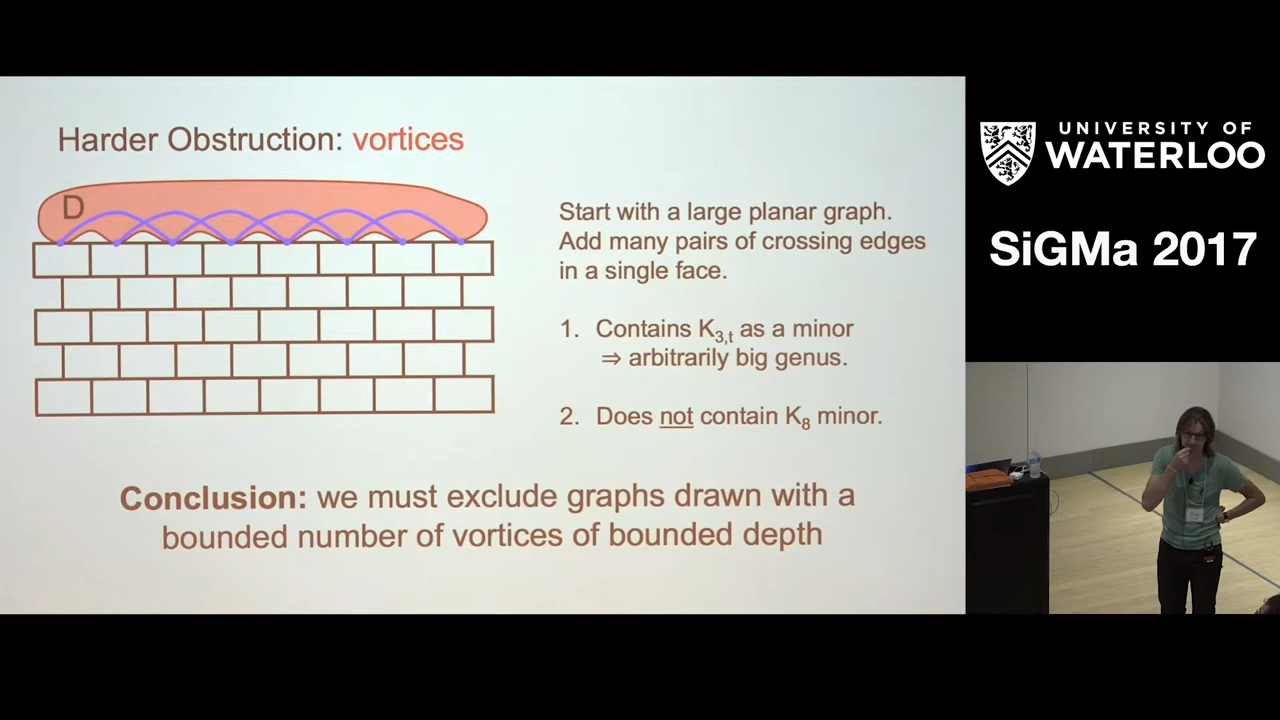 Harder Obstruction: vortices
D
Start with a large planar graph.
Add many pairs of crossing edges
in a single face.
1. Contains K3,t as a minor
⇒ arbitrarily big genus.
2. Does not contain K8 minor.
Conclusion: we must exclude graphs drawn with a
bounded number of vortices of bounded depth
UNIVERSITY OF
WATERLOO
SiGMa 2017